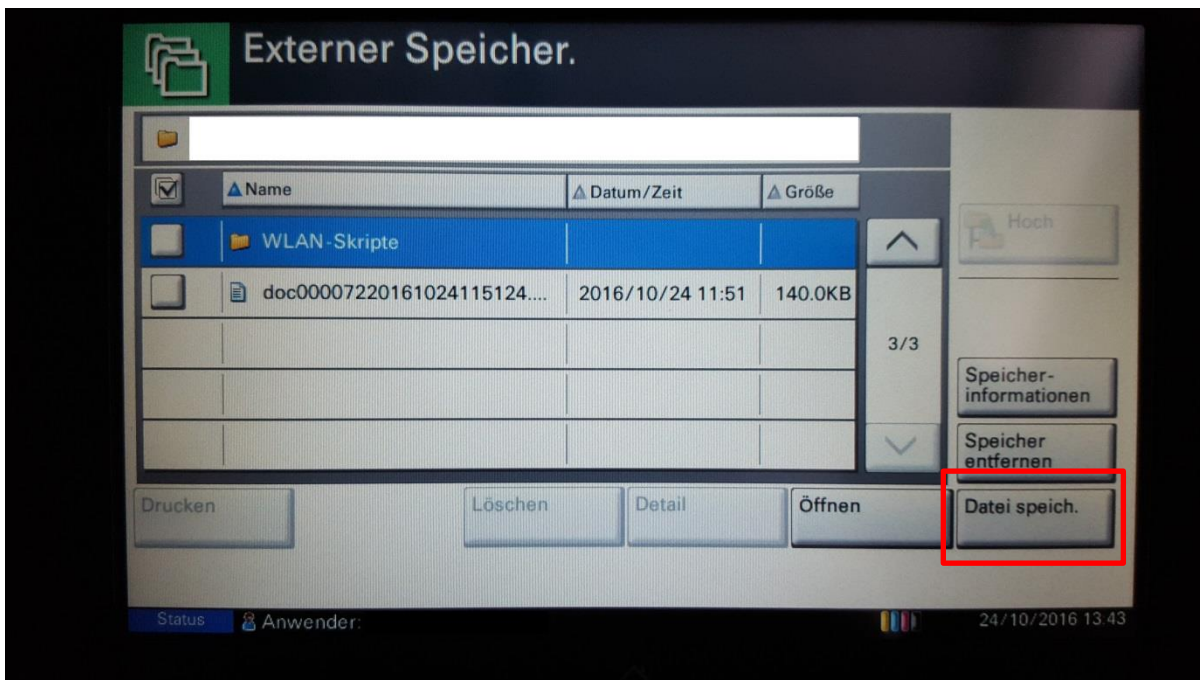 Externer Speicher.
Name Datum/Zeit Größe
WLAN-Skripte
Hoch
doc00007220161024115124.... 2016/10/24 11:51 140.0KB
3/3
Speicher-
informationen
Speicher
entfernen
Drucken Löschen Detail Öffnen Datei speich.
Status Anwender: 24/10/2016 13:43